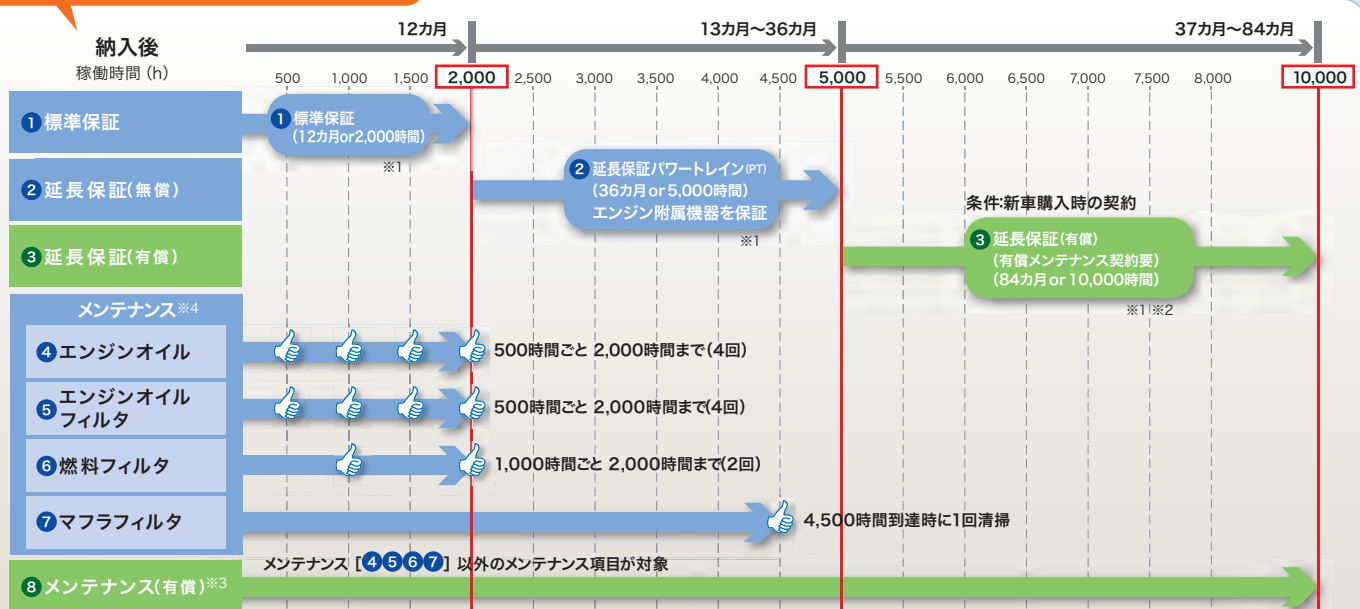 12カ月
13カ月〜36カ月
37カ月〜84カ月
納入後
稼働時間（h）
500 1,000 1,500 2,000 2,500 3,000 3,500 4,000 4,500 5,000 5,500 6,000 6,500 7,000 7,500 8,000 10,000
❶標準保証
❶標準保証
（12カ月or2,000時間）
※1
❷延長保証（無償）
❷延長保証パワートレイン（PT）
（36カ月or5,000時間）
エンジン附属機器を保証
※1
❸延長保証（有償）
条件：新車購入時の契約
❸延長保証（有償）
（有償メンテナンス契約要）
（84カ月or10,000時間）
※1 ※2
メンテナンス※4
❹エンジンオイル
500時間ごと 2,000時間まで（4回）
❺エンジンオイル
フィルタ
500時間ごと 2,000時間まで（4回）
❻燃料フィルタ
1,000時間ごと 2,000時間まで（2回）
❼マフラフィルタ
4,500時間到達時に1回清掃
メンテナンス［❹❺❻❼］以外のメンテナンス項目が対象
❽メンテナンス（有償）※3